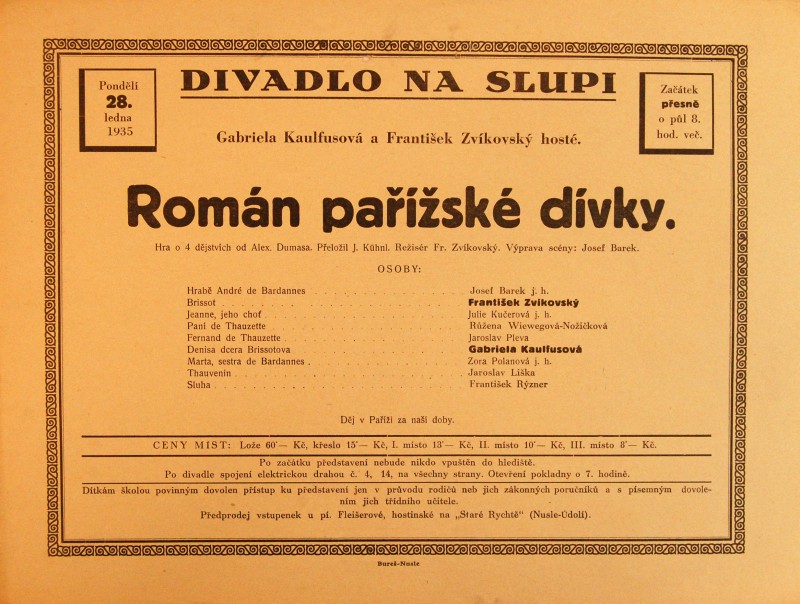 Pondělí
28.
ledna
1935
DIVADLO NA SLUPI
Začátek
přesně
o půl 8.
hod. več.
Gabriela Kaulfusová a František Zvíkovský hosté.
Román pařížské dívky.
Hra o 4 dějstvích od Alex. Dumasa. Přeložil J. Kühnl. Režisér Fr. Zvíkovský. Výprava scény: Josef Barek.
OSOBY:
Hrabě André de Bardannes . . . . . . . . . . . . Josef Barek j. h.
Brissot . . . . . . . . . . . . František Zvíkovský
Jeanne, jeho choť . . . . . . . . . . . . Julie Kučerová j. h.
Paní de Thauzette . . . . . . . . . . . . Růžena Wiewegová-Nožičková
Fernand de Thauzette . . . . . . . . . . . . Jaroslav Pleva
Denisa dcera Brissotova . . . . . . . . . . . . Gabriela Kaulfusová
Marta, sestra de Bardannes . . . . . . . . . . . . Zora Polanová j. h.
Thauvenin . . . . . . . . . . . . Jaroslav Liška
Sluha . . . . . . . . . . . . František Rýzner
Děj v Paříži za naší doby.
CENY MÍST: Lože 60'— Kč, křeslo 15'— Kč, I. místo 13'— Kč, II. místo 10'— Kč, III. místo 8'— Kč.
Po začátku představení nebude nikdo vpuštěn do hlediště.
Po divadle spojení elektrickou drahou č. 4, 14, na všechny strany. Otevření pokladny o 7. hodině.
Dítkám školou povinným dovolen přístup ku představení jen v průvodu rodičů neb jich zákonných poručníků a s písemným dovole-
ním jich třídního učitele.
Předprodej vstupenek u pí. Fleišerové, hostinské na „Staré Rychtě“ (Nusle-Údolí).
Bureš-Nusle